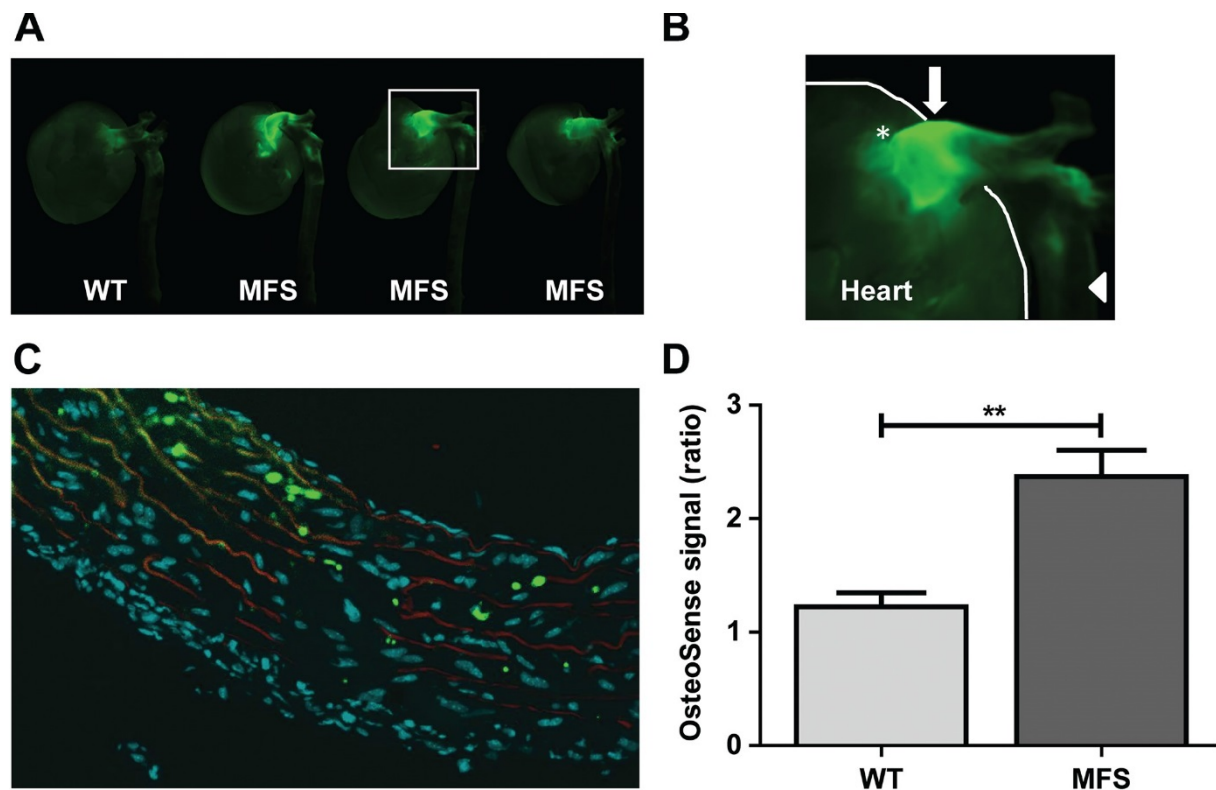 A
WT
MFS
MFS
MFS
B
*
Heart
C
D
OsteoSense signal (ratio)
3
2
1
0
**
WT
MFS